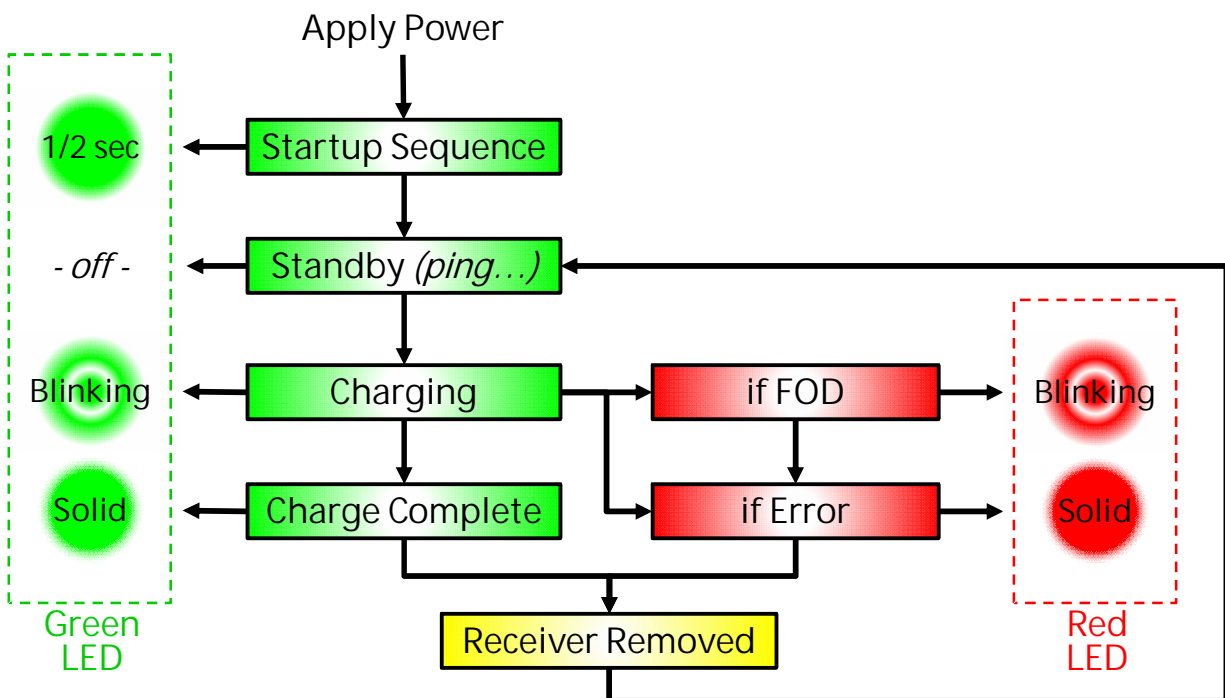 Apply Power
1/2 sec
Startup Sequence
- off -
Standby (ping...)
Blinking
Charging
if FOD
Blinking
Solid
Charge Complete
if Error
Solid
Green
LED
Receiver Removed
Red
LED